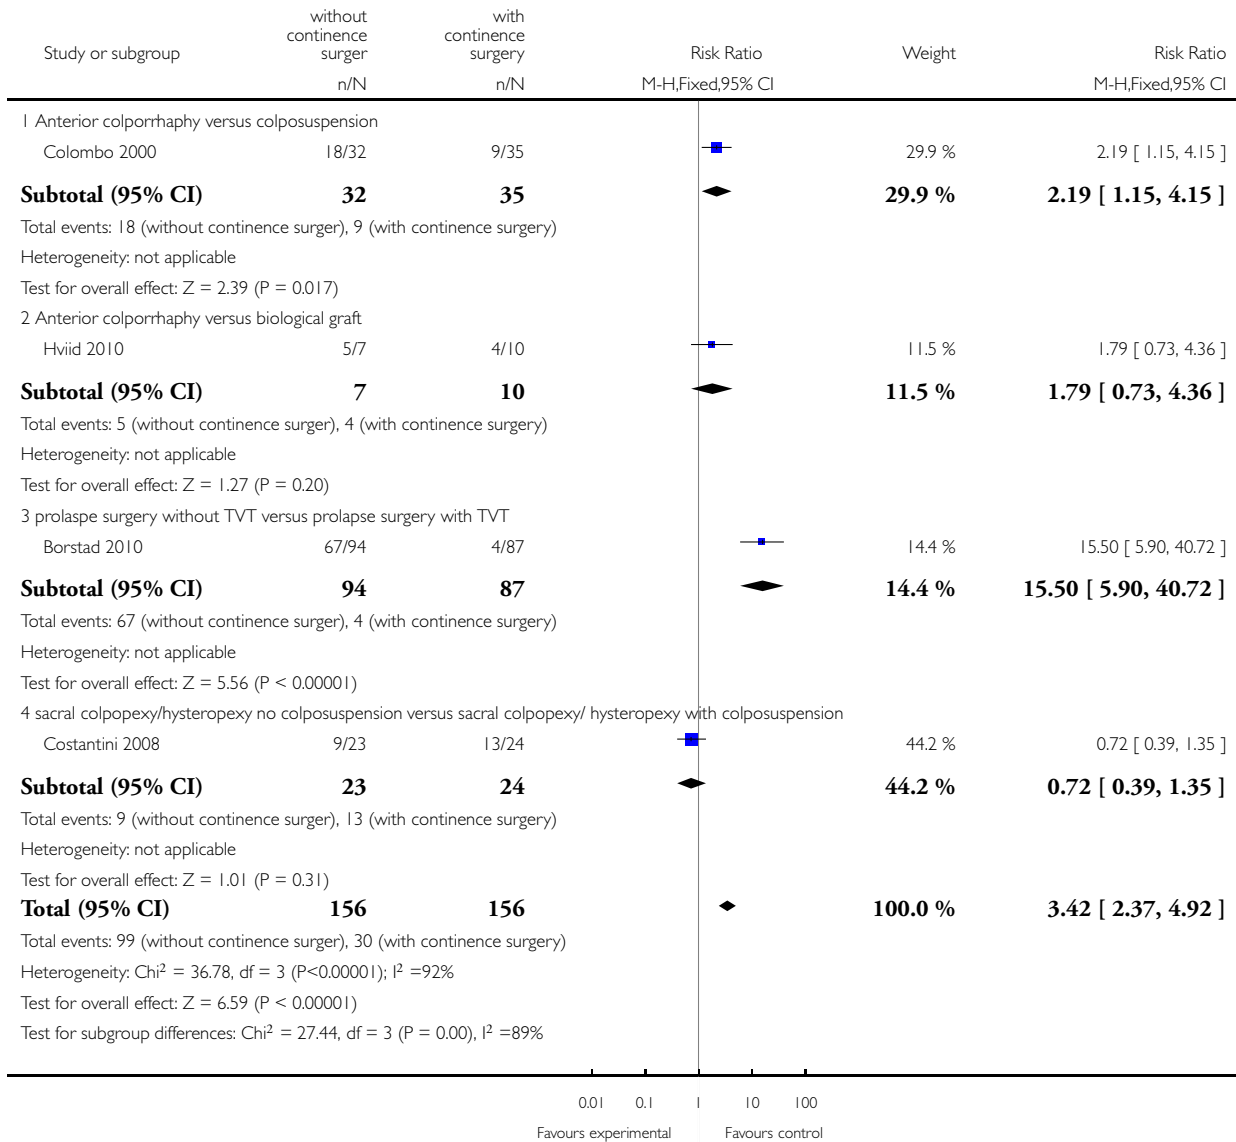 Study or subgroup without continence surger with continence surgery Risk Ratio Weight Risk Ratio
n/N n/N M-H,Fixed,95% CI M-H,Fixed,95% CI
1 Anterior colporrhaphy versus colposuspension
Colombo 2000 18/32 9/35 29.9 % 2.19 [ 1.15, 4.15 ]
Subtotal (95% CI) 32 35 29.9 % 2.19 [ 1.15, 4.15 ]
Total events: 18 (without continence surger), 9 (with continence surgery)
Heterogeneity: not applicable
Test for overall effect: Z = 2.39 (P = 0.017)
2 Anterior colporrhaphy versus biological graft
Hviid 2010 5/7 4/10 11.5 % 1.79 [ 0.73, 4.36 ]
Subtotal (95% CI) 7 10 11.5 % 1.79 [ 0.73, 4.36 ]
Total events: 5 (without continence surger), 4 (with continence surgery)
Heterogeneity: not applicable
Test for overall effect: Z = 1.27 (P = 0.20)
3 prolaspe surgery without TVT versus prolapse surgery with TVT
Borstad 2010 67/94 4/87 14.4 % 15.50 [ 5.90, 40.72 ]
Subtotal (95% CI) 94 87 14.4 % 15.50 [ 5.90, 40.72 ]
Total events: 67 (without continence surger), 4 (with continence surgery)
Heterogeneity: not applicable
Test for overall effect: Z = 5.56 (P < 0.00001)
4 sacral colpopexy/hysteropexy no colposuspension versus sacral colpopexy/ hysteropexy with colposuspension
Costantini 2008 9/23 13/24 44.2 % 0.72 [ 0.39, 1.35 ]
Subtotal (95% CI) 23 24 44.2 % 0.72 [ 0.39, 1.35 ]
Total events: 9 (without continence surger), 13 (with continence surgery)
Heterogeneity: not applicable
Test for overall effect: Z = 1.01 (P = 0.31)
Total (95% CI) 156 156 100.0 % 3.42 [ 2.37, 4.92 ]
Total events: 99 (without continence surger), 30 (with continence surgery)
Heterogeneity: Chi² = 36.78, df = 3 (P<0.00001); I² =92%
Test for overall effect: Z = 6.59 (P < 0.00001)
Test for subgroup differences: Chi² = 27.44, df = 3 (P = 0.00), I² =89%
0.01 0.1 1 10 100
Favours experimental Favours control